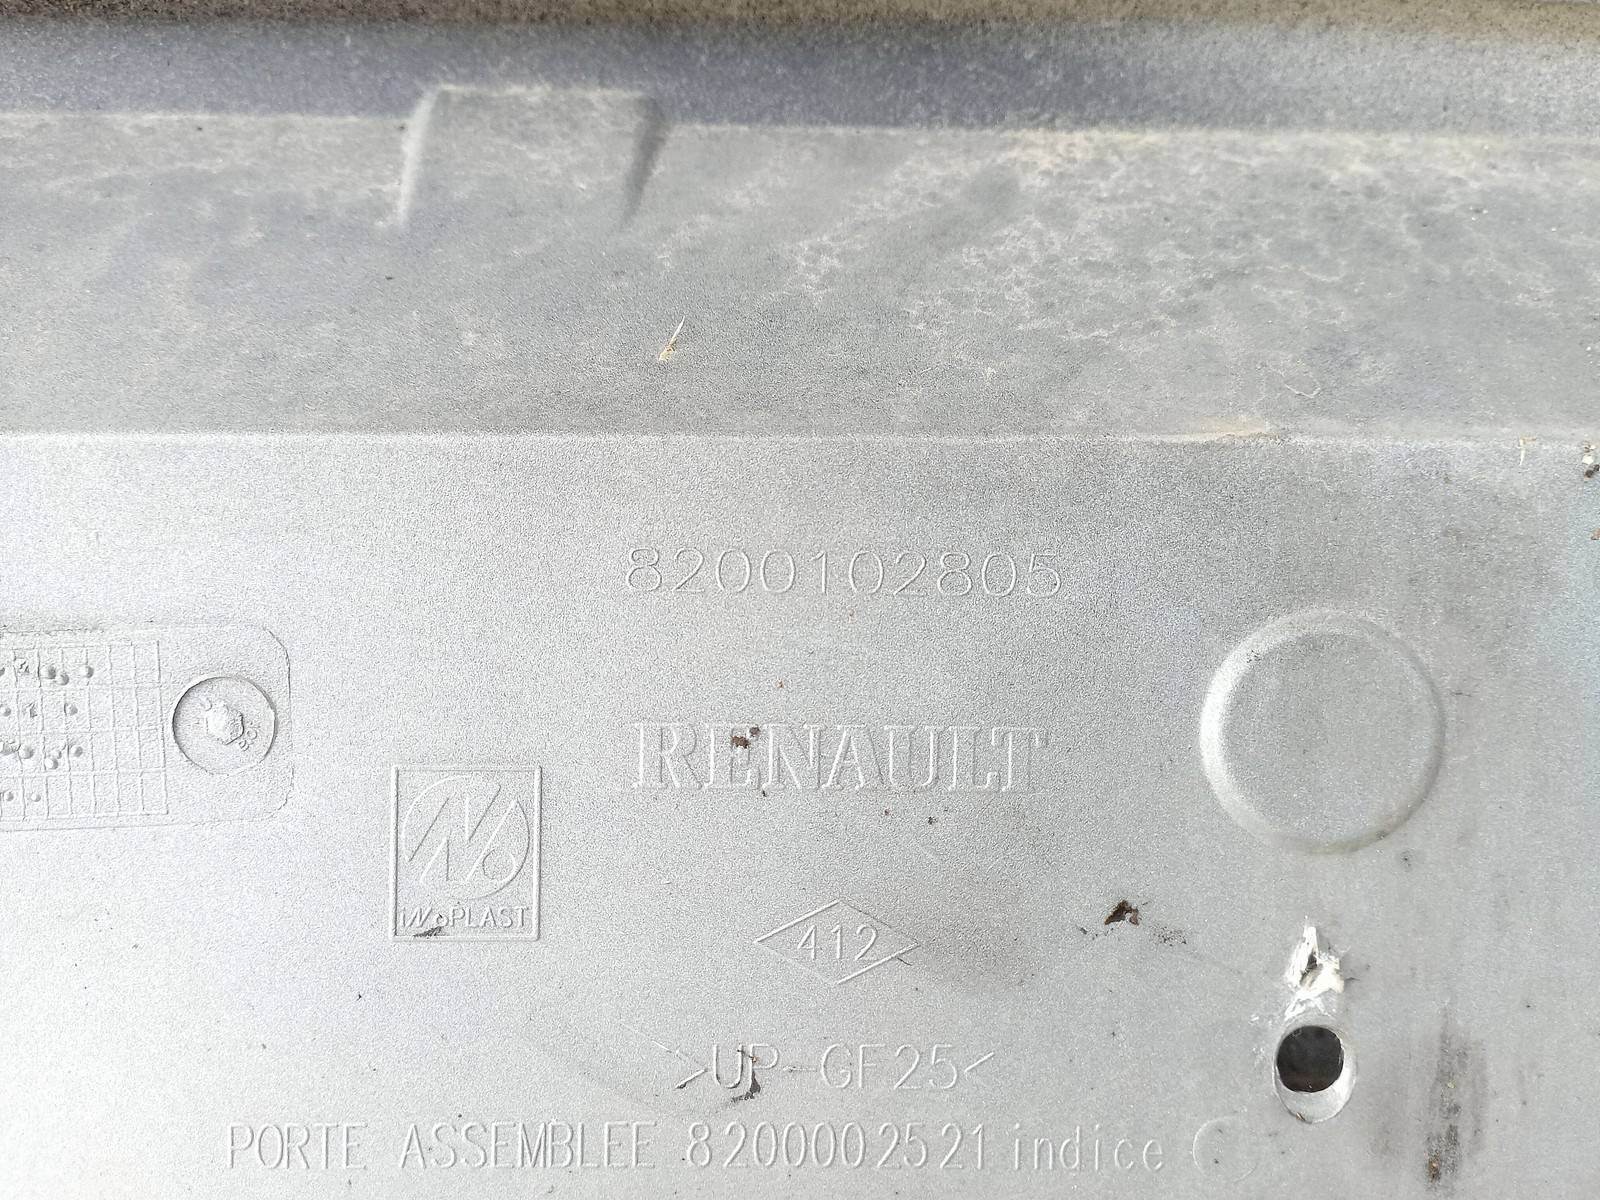 8200102805
RENAULT
INOPLAST
412
>UP-GF25<
PORTE ASSEMBLEE 8200002521 indice